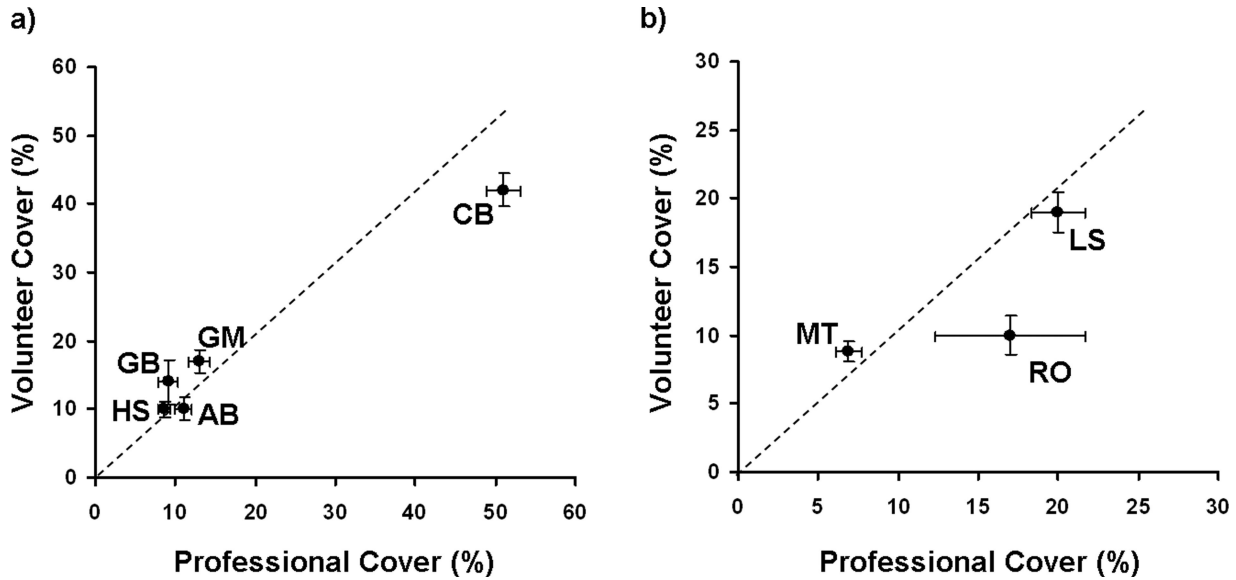 a)
Volunteer Cover (%)
60
50
40
30
20
10
0
CB
GM
GB
HS
AB
0 10 20 30 40 50 60
Professional Cover (%)
b)
Volunteer Cover (%)
30
25
20
15
10
5
0
LS
MT
RO
0 5 10 15 20 25 30
Professional Cover (%)